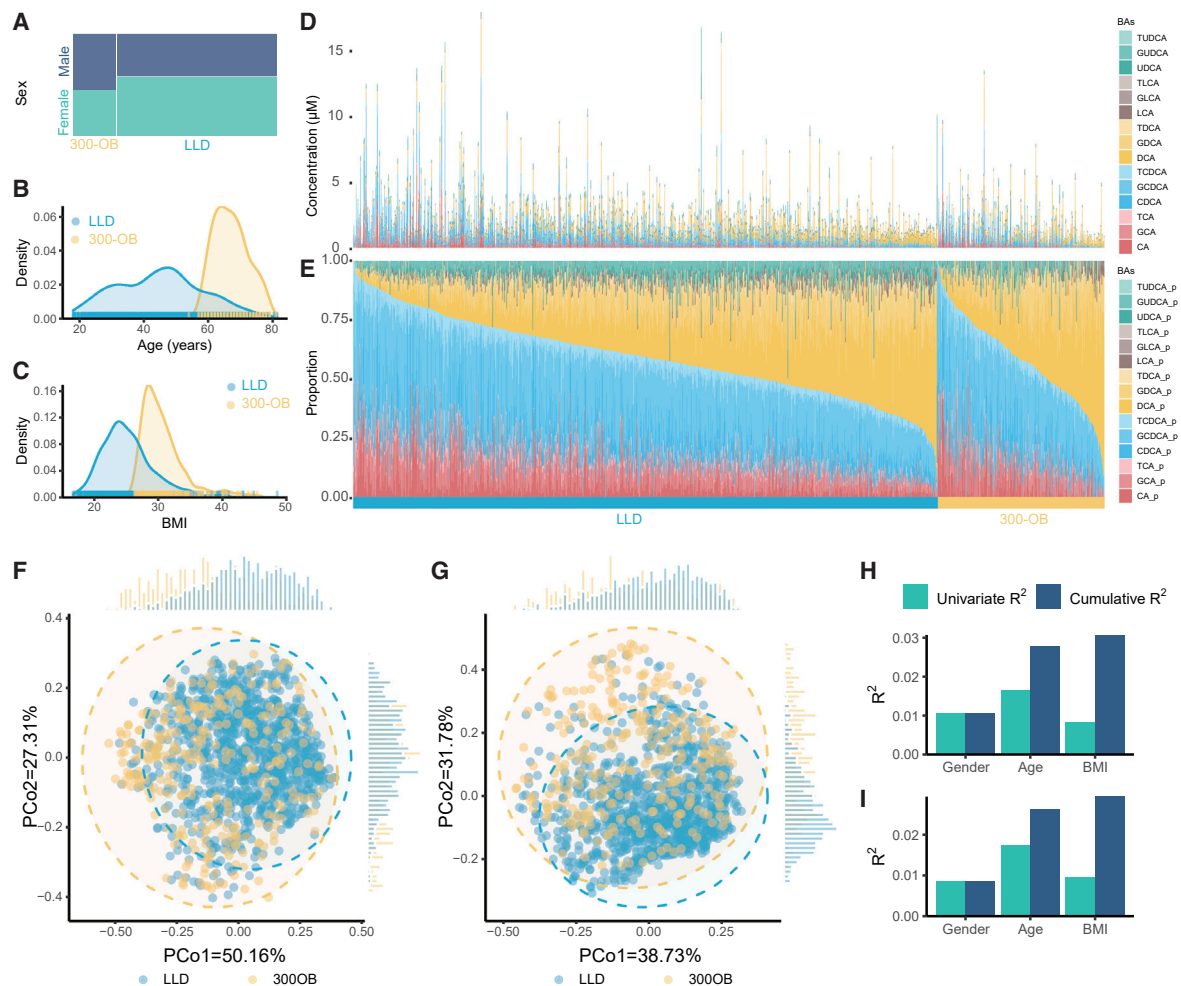 A
Sex
Male
Female
300-OB
LLD
B
Density
0.06
0.04
0.02
0.00
LLD
300-OB
20
40
60
80
Age (years)
C
Density
0.16
0.12
0.08
0.04
0.00
LLD
300-OB
20
30
40
50
BMI
D
Concentration (µM)
15
10
5
0
BAs
TUDCA
GUDCA
UDCA
TLCA
GLCA
LCA
TDCA
GDCA
DCA
TCDCA
GCDCA
CDCA
TCA
GCA
CA
E
Proportion
1.00
0.75
0.50
0.25
0.00
LLD
300-OB
BAs
TUDCA_p
GUDCA_p
UDCA_p
TLCA_p
GLCA_p
LCA_p
TDCA_p
GDCA_p
DCA_p
TCDCA_p
GCDCA_p
CDCA_p
TCA_p
GCA_p
CA_p
F
PCo2=27.31%
0.4
0.2
0.0
−0.2
−0.4
−0.50
−0.25
0.00
0.25
0.50
PCo1=50.16%
LLD
300OB
G
PCo2=31.78%
0.4
0.2
0.0
−0.2
−0.50
−0.25
0.00
0.25
PCo1=38.73%
LLD
300OB
H
Univariate R²
Cumulative R²
R²
0.03
0.02
0.01
0.00
Gender
Age
BMI
I
R²
0.02
0.01
0.00
Gender
Age
BMI